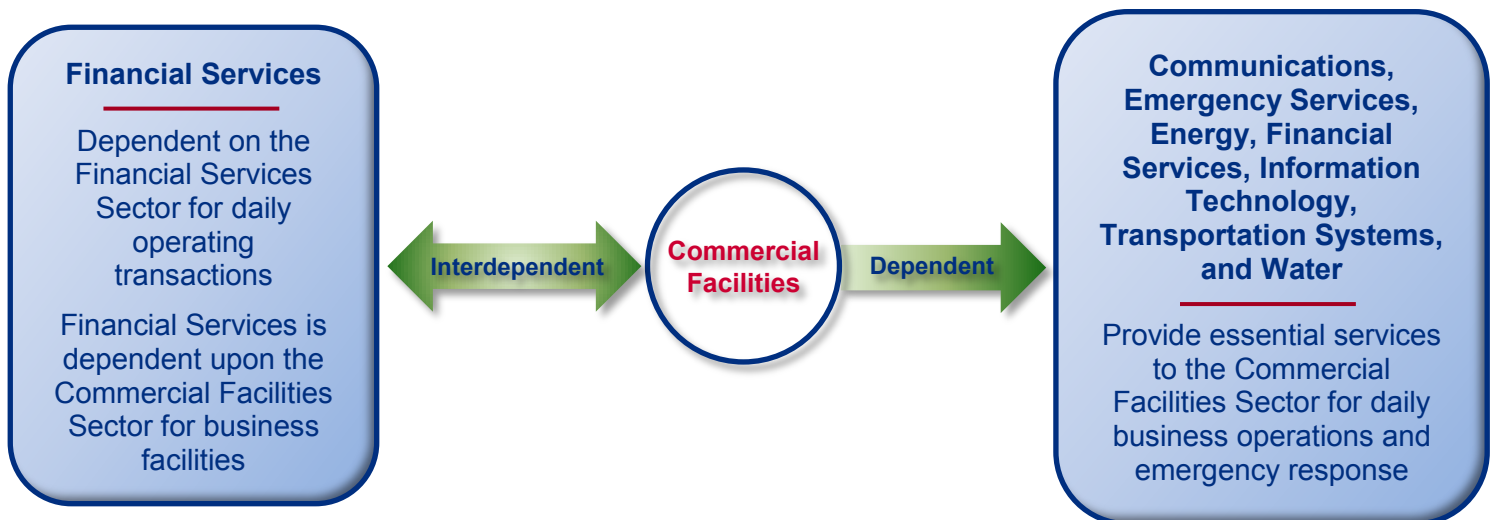 Financial Services
Dependent on the
Financial Services
Sector for daily
operating
transactions
Financial Services is
dependent upon the
Commercial Facilities
Sector for business
facilities
Interdependent
Commercial
Facilities
Dependent
Communications,
Emergency Services,
Energy, Financial
Services, Information
Technology,
Transportation Systems,
and Water
Provide essential services
to the Commercial
Facilities Sector for daily
business operations and
emergency response